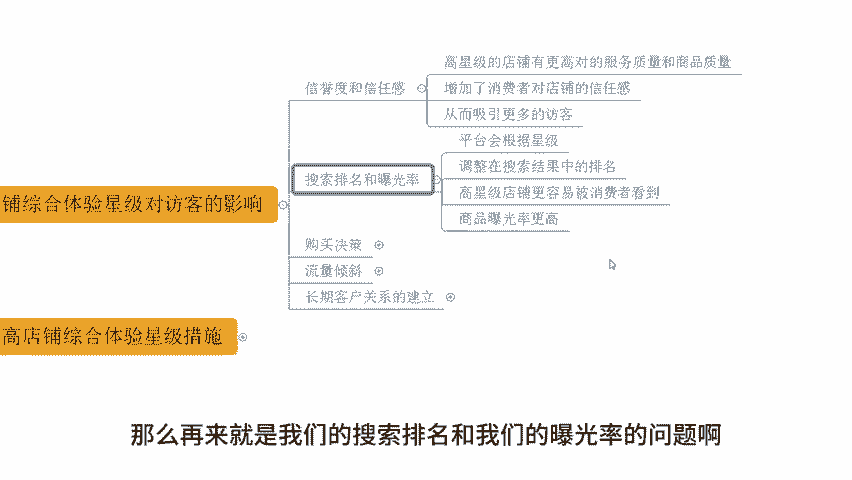 高星级的店铺有更高对的服务质量和商品质量
信誉度和信任感
增加了消费者对店铺的信任感
从而吸引更多的访客
平台会根据星级
调整在搜索结果中的排名
搜索排名和曝光率
高星级店铺更容易被消费者看到
铺综合体验星级对访客的影响
商品曝光率更高
购买决策
流量倾斜
长期客户关系的建立
高店铺综合体验星级措施
那么再来就是我们的搜索排名和我们的曝光率的问题啊